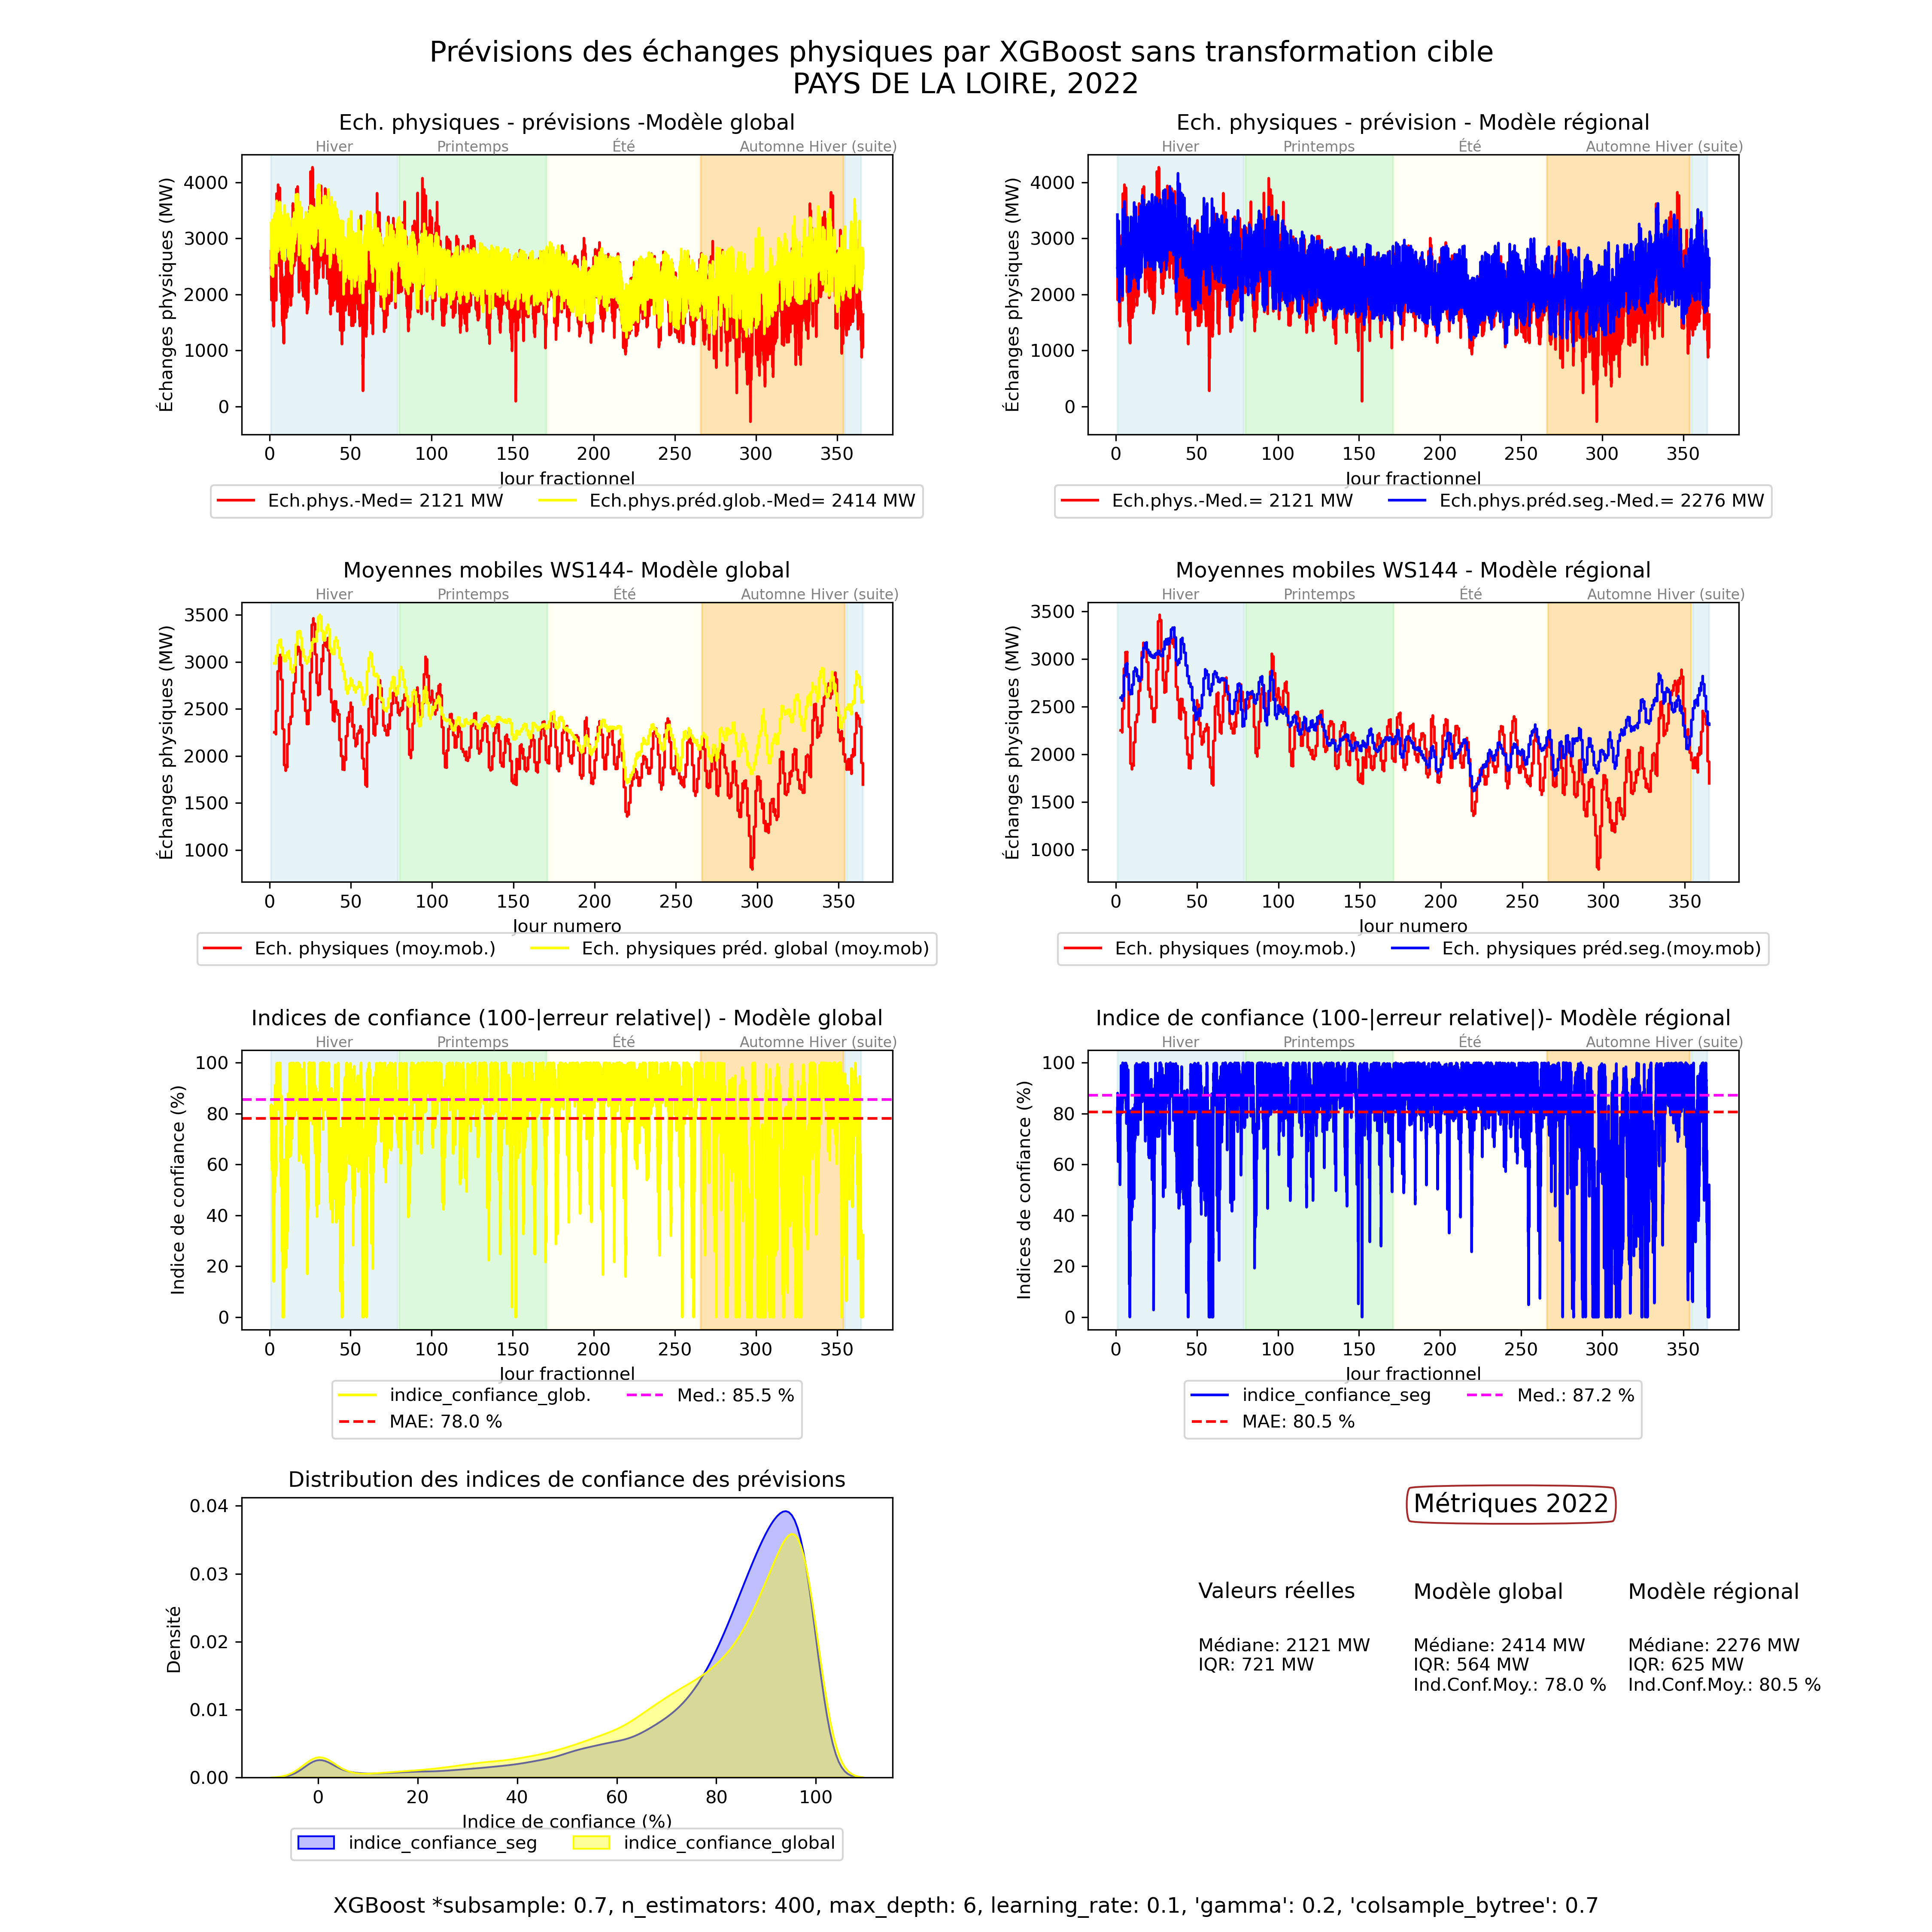 Prévisions des échanges physiques par XGBoost sans transformation cible
PAYS DE LA LOIRE, 2022
Ech. physiques - prévisions -Modèle global
Hiver Printemps Été Automne Hiver (suite)
Échanges physiques (MW)
4000
3000
2000
1000
0
0 50 100 150 200 250 300 350
Jour fractionnel
Ech.phys.-Med= 2121 MW Ech.phys.préd.glob.-Med= 2414 MW
Ech. physiques - prévision - Modèle régional
Hiver Printemps Été Automne Hiver (suite)
Échanges physiques (MW)
4000
3000
2000
1000
0
0 50 100 150 200 250 300 350
Jour fractionnel
Ech.phys.-Med.= 2121 MW Ech.phys.préd.seg.-Med.= 2276 MW
Moyennes mobiles WS144- Modèle global
Hiver Printemps Été Automne Hiver (suite)
Échanges physiques (MW)
3500
3000
2500
2000
1500
1000
0 50 100 150 200 250 300 350
Jour numero
Ech. physiques (moy.mob.) Ech. physiques préd. global (moy.mob)
Moyennes mobiles WS144 - Modèle régional
Hiver Printemps Été Automne Hiver (suite)
Échanges physiques (MW)
3500
3000
2500
2000
1500
1000
0 50 100 150 200 250 300 350
Jour numero
Ech. physiques (moy.mob.) Ech. physiques préd.seg.(moy.mob)
Indices de confiance (100-|erreur relative|) - Modèle global
Hiver Printemps Été Automne Hiver (suite)
Indice de confiance (%)
100
80
60
40
20
0
0 50 100 150 200 250 300 350
Jour fractionnel
indice_confiance_glob. Med.: 85.5 %
MAE: 78.0 %
Indice de confiance (100-|erreur relative|)- Modèle régional
Hiver Printemps Été Automne Hiver (suite)
Indices de confiance (%)
100
80
60
40
20
0
0 50 100 150 200 250 300 350
Jour fractionnel
indice_confiance_seg Med.: 87.2 %
MAE: 80.5 %
Distribution des indices de confiance des prévisions
Densité
0.04
0.03
0.02
0.01
0.00
0 20 40 60 80 100
Indice de confiance (%)
indice_confiance_seg indice_confiance_global
Métriques 2022
Valeurs réelles Modèle global Modèle régional
Médiane: 2121 MW Médiane: 2414 MW Médiane: 2276 MW
IQR: 721 MW IQR: 564 MW IQR: 625 MW
Ind.Conf.Moy.: 78.0 % Ind.Conf.Moy.: 80.5 %
XGBoost *subsample: 0.7, n_estimators: 400, max_depth: 6, learning_rate: 0.1, 'gamma': 0.2, 'colsample_bytree': 0.7